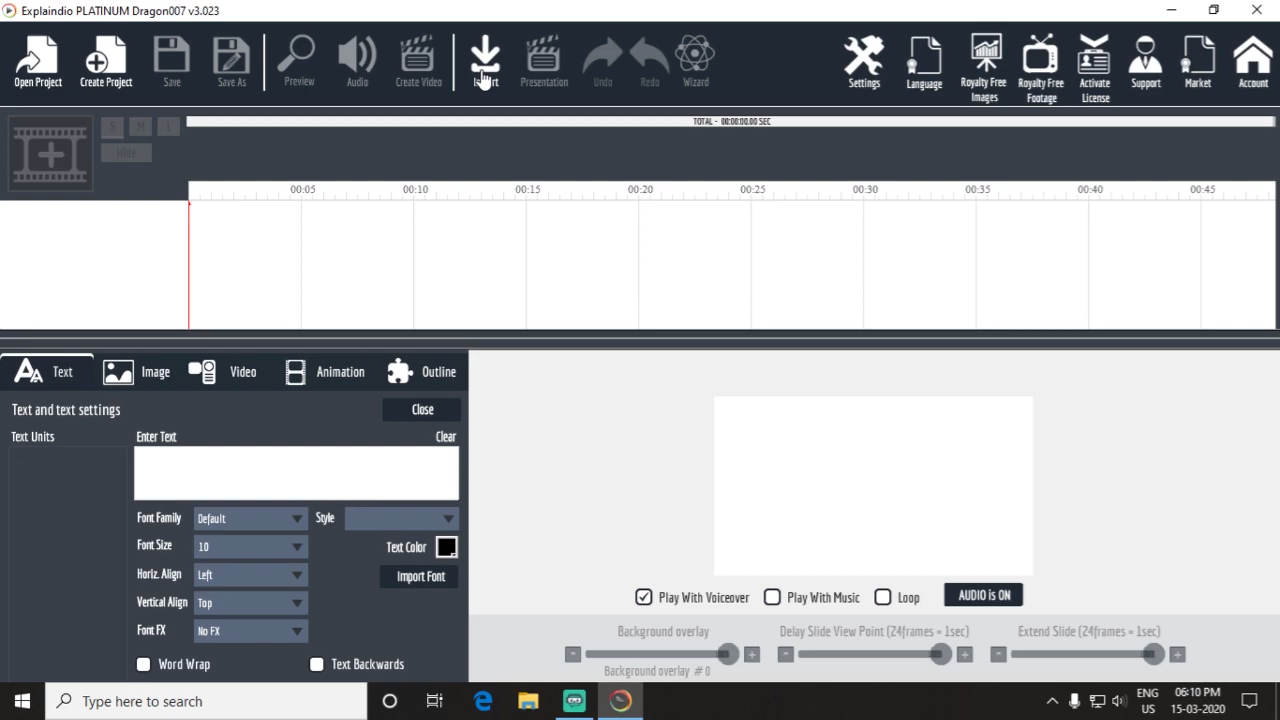 Explaindio PLATINUM Dragon007 v3.023
Open Project
Create Project
Save
Save As
Preview
Audio
Create Video
Presentation
Undo
Redo
Wizard
Settings
Language
Royalty Free
Images
Royalty Free
Footage
Activate
License
Support
Market
Account
S M L
Hide
TOTAL - 00:00:00.00 SEC
00:05 00:10 00:15 00:20 00:25 00:30 00:35 00:40 00:45
Text
Image
Video
Animation
Outline
Text and text settings
Close
Text Units
Enter Text
Clear
Font Family
Default
Style
Font Size
10
Text Color
Horiz. Align
Left
Import Font
Vertical Align
Top
Font FX
No FX
Word Wrap
Text Backwards
Play With Voiceover
Play With Music
Loop
AUDIO is ON
Background overlay
Delay Slide View Point (24frames = 1sec)
Extend Slide (24frames = 1sec)
- + - + - +
Background overlay # 0
Type here to search
ENG
US
06:10 PM
15-03-2020